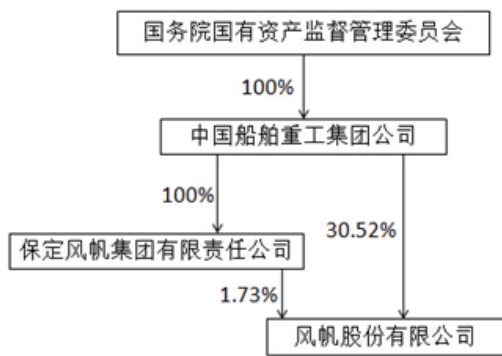 国务院国有资产监督管理委员会
100%
中国船舶重工集团公司
100%
30.52%
保定风帆集团有限责任公司
1.73%
风帆股份有限公司